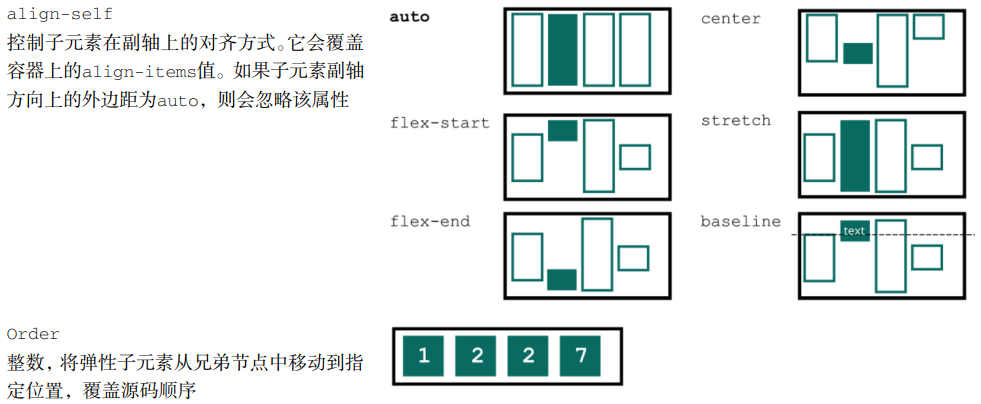 align-self
控制子元素在副轴上的对齐方式。它会覆盖
容器上的align-items值。如果子元素副轴
方向上的外边距为auto，则会忽略该属性
auto
center
flex-start
stretch
flex-end
baseline
text
Order
整数，将弹性子元素从兄弟节点中移动到指
定位置，覆盖源码顺序
1 2 2 7